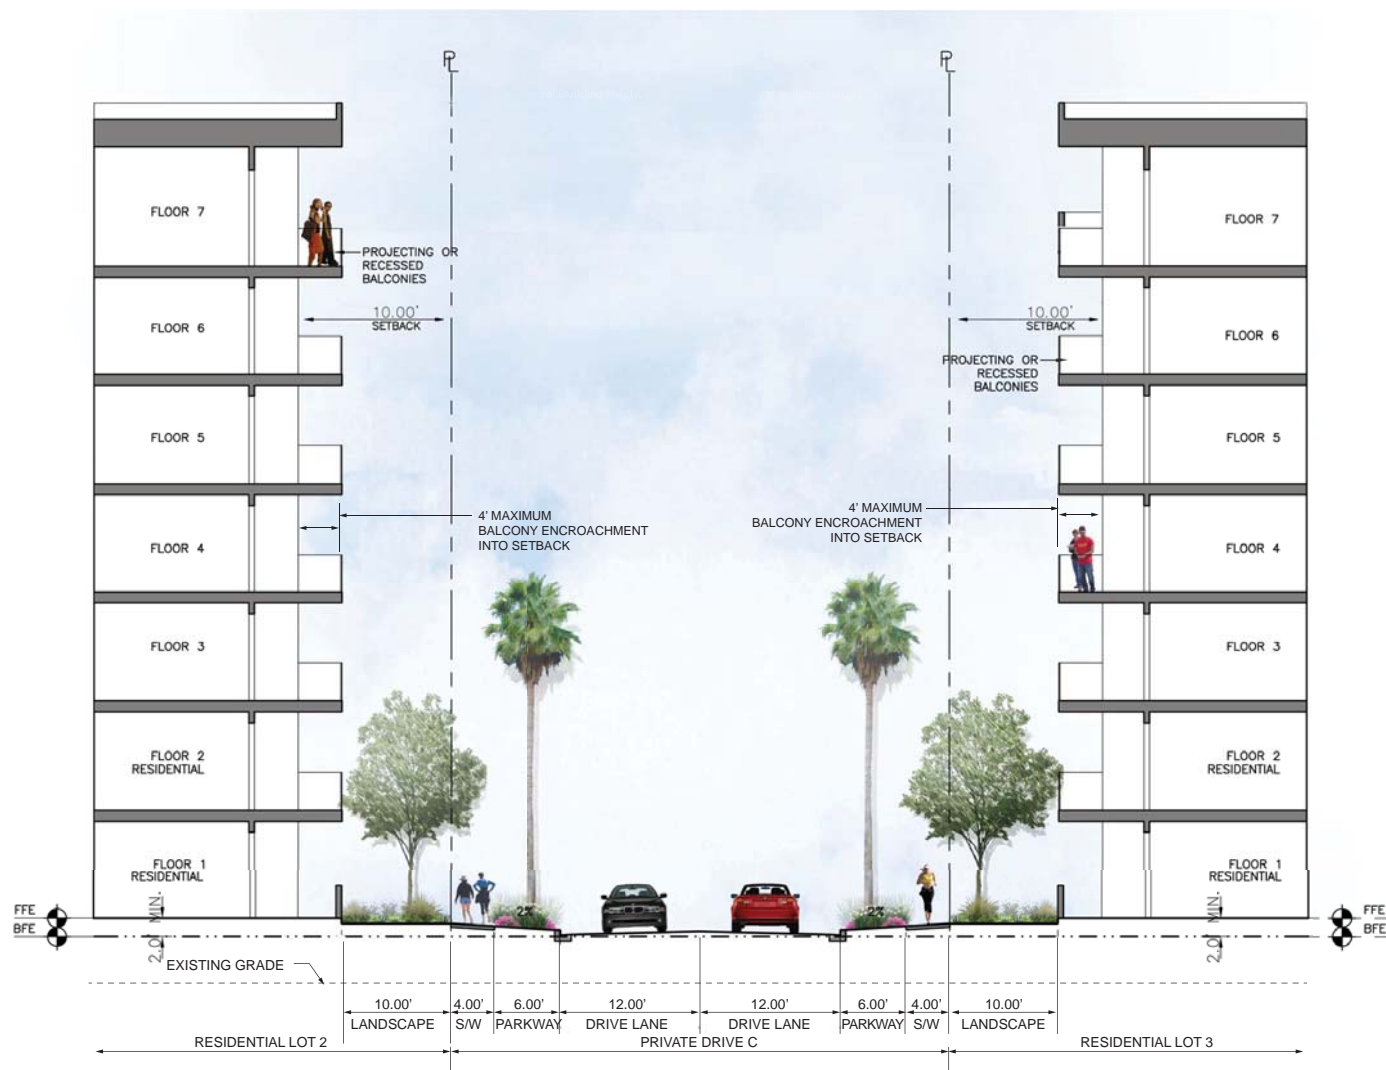 PL
PL
FLOOR 7
FLOOR 7
PROJECTING OR
RECESSED
BALCONIES
10.00'
SETBACK
10.00'
SETBACK
FLOOR 6
FLOOR 6
PROJECTING OR
RECESSED
BALCONIES
FLOOR 5
FLOOR 5
4' MAXIMUM
BALCONY ENCROACHMENT
INTO SETBACK
4' MAXIMUM
BALCONY ENCROACHMENT
INTO SETBACK
FLOOR 4
FLOOR 4
FLOOR 3
FLOOR 3
FLOOR 2
RESIDENTIAL
FLOOR 2
RESIDENTIAL
FLOOR 1
RESIDENTIAL
FLOOR 1
RESIDENTIAL
FFE
BFE
2.0' MIN.
2%
2%
2.0' MIN.
FFE
BFE
EXISTING GRADE
10.00' 4.00' 6.00' 12.00' 12.00' 6.00' 4.00' 10.00'
LANDSCAPE S/W PARKWAY DRIVE LANE DRIVE LANE PARKWAY S/W LANDSCAPE
RESIDENTIAL LOT 2 PRIVATE DRIVE C RESIDENTIAL LOT 3